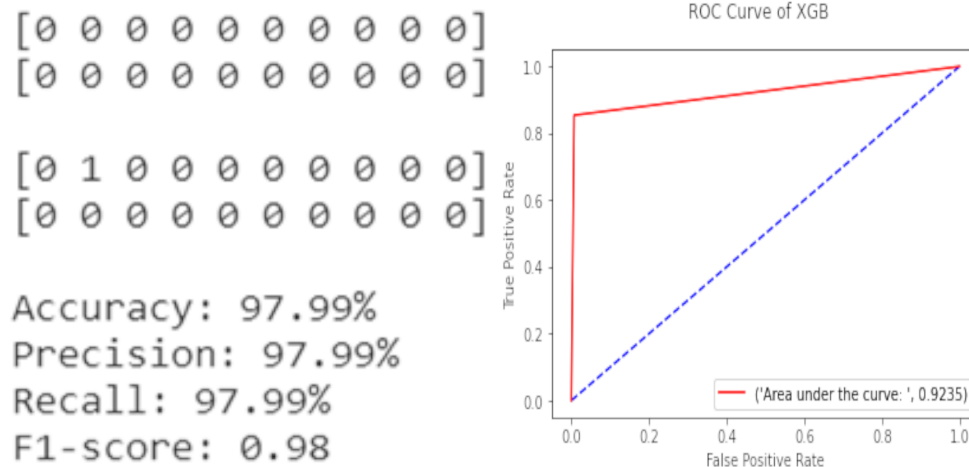 [0 0 0 0 0 0 0 0 0 0]
[0 0 0 0 0 0 0 0 0 0]
[0 1 0 0 0 0 0 0 0 0]
[0 0 0 0 0 0 0 0 0 0]
Accuracy: 97.99%
Precision: 97.99%
Recall: 97.99%
F1-score: 0.98
ROC Curve of XGB
True Positive Rate
1.0
0.8
0.6
0.4
0.2
0.0
('Area under the curve: ', 0.9235)
0.0 0.2 0.4 0.6 0.8 1.0
False Positive Rate